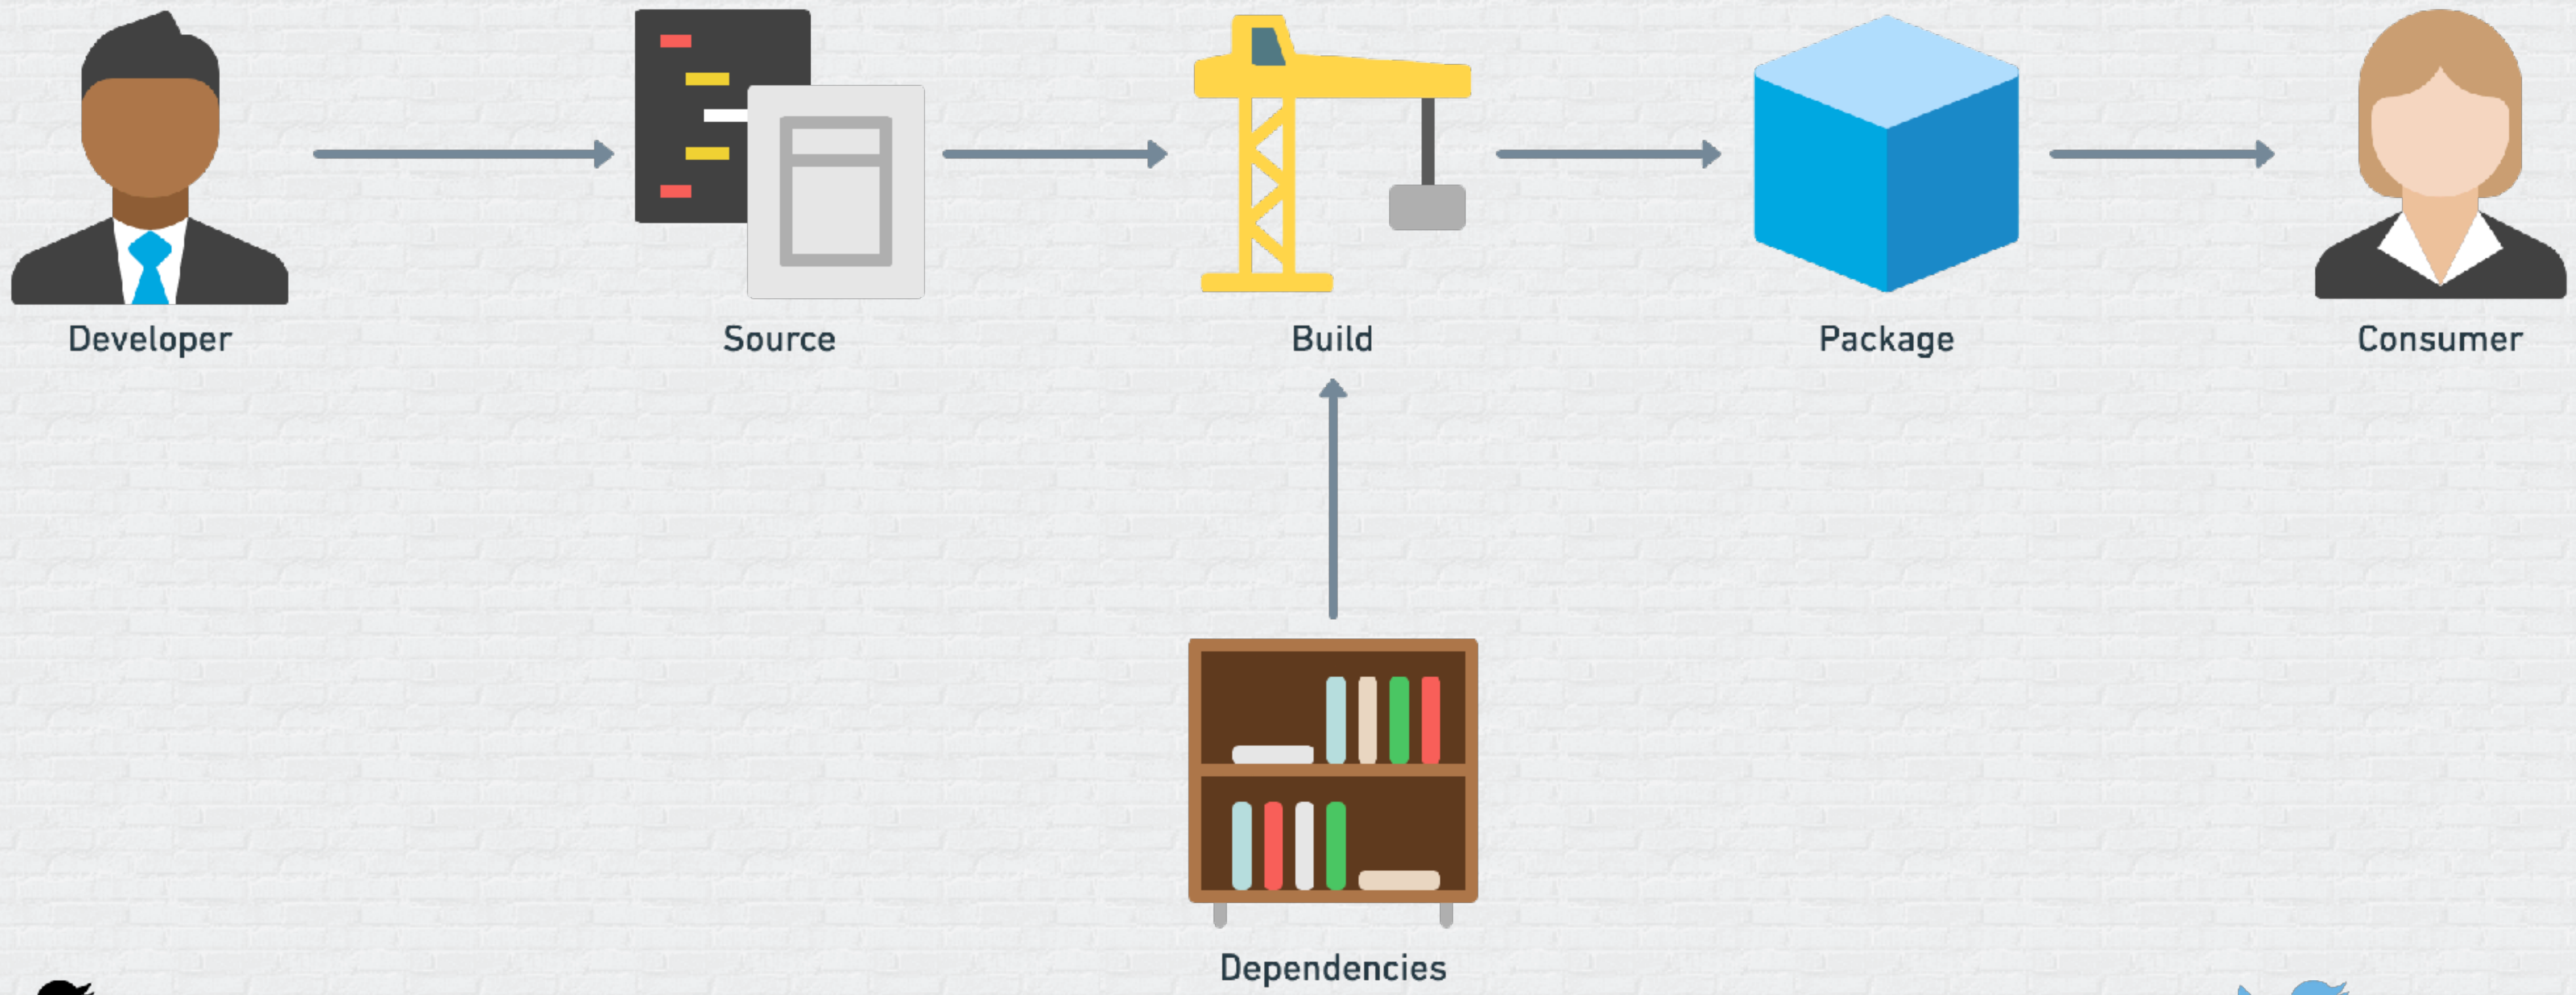 Developer
Source
Build
Package
Consumer
Dependencies